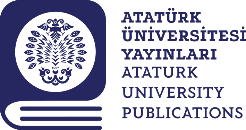 ATATÜRK
ÜNİVERSİTESİ
YAYINLARI
ATATURK
UNIVERSITY
PUBLICATIONS